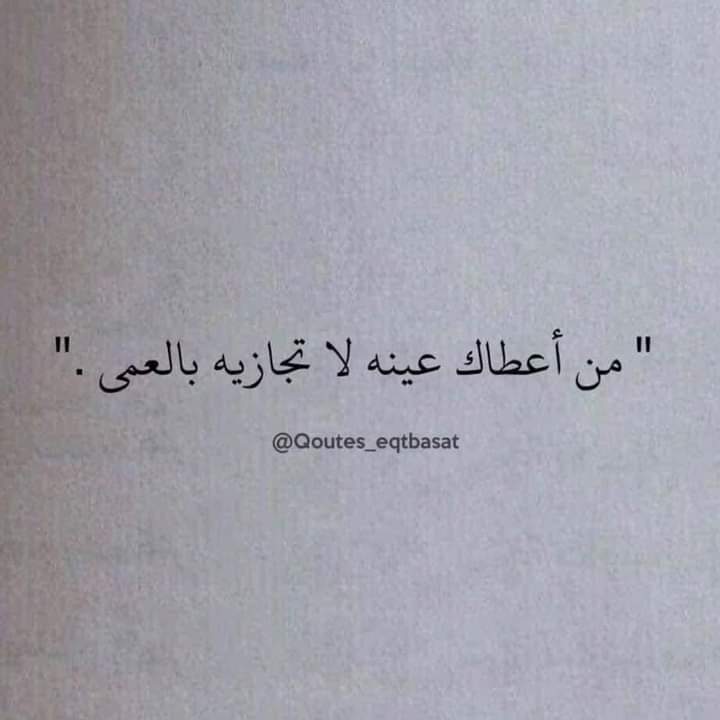 " من أعطاك عينه لا تجازيه بالعمى ."
@Qoutes_eqtbasat